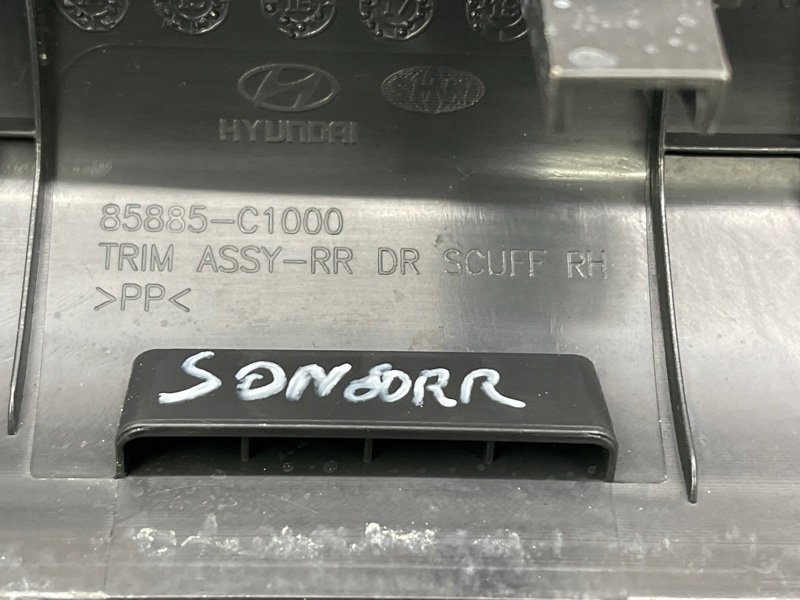 HYUNDAI
85885-C1000
TRIM ASSY-RR DR SCUFF RH
>PP<
SON80RR